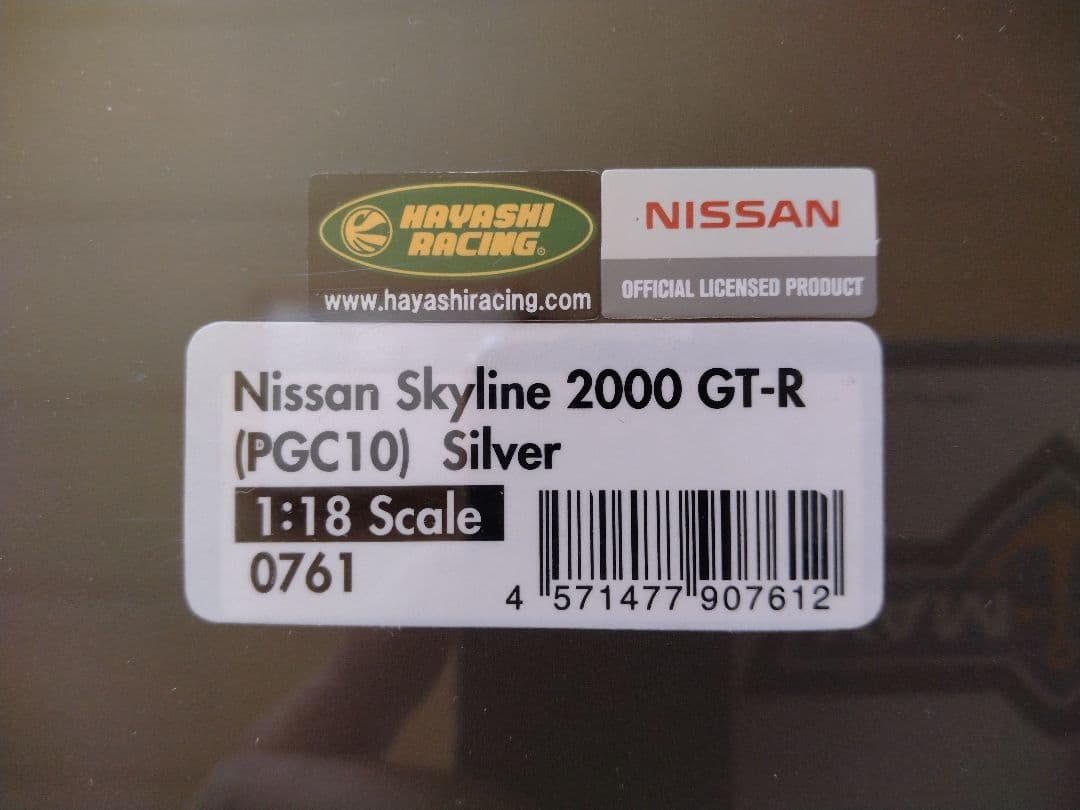 HAYASHI
RACING®
www.hayashiracing.com
NISSAN
OFFICIAL LICENSED PRODUCT
Nissan Skyline 2000 GT-R
(PGC10) Silver
1:18 Scale
0761
4 571477 907612